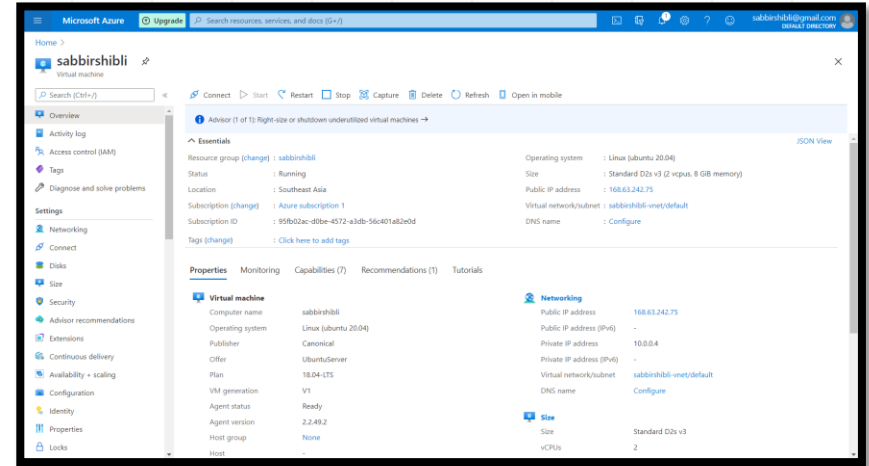 Microsoft Azure
Upgrade
Search resources, services, and docs (G+/)
1
sabbirshibli@gmail.com
DEFAULT DIRECTORY
Home >
sabbirshibli
Virtual machine
Search (Ctrl+/)
Connect Start Restart Stop Capture Delete Refresh Open in mobile
Overview
Activity log
Access control (IAM)
Tags
Diagnose and solve problems
Settings
Networking
Connect
Disks
Size
Security
Advisor recommendations
Extensions
Continuous delivery
Availability + scaling
Configuration
Identity
Properties
Locks
Advisor (1 of 1): Right-size or shutdown underutilized virtual machines →
Essentials
JSON View
Resource group (change) : sabbirshibli
Status : Running
Location : Southeast Asia
Subscription (change) : Azure subscription 1
Subscription ID : 95fb02ac-d0be-4572-a3db-56c401a82e0d
Tags (change) : Click here to add tags
Operating system : Linux (ubuntu 20.04)
Size : Standard D2s v3 (2 vcpus, 8 GiB memory)
Public IP address : 168.63.242.75
Virtual network/subnet : sabbirshibli-vnet/default
DNS name : Configure
Properties Monitoring Capabilities (7) Recommendations (1) Tutorials
Virtual machine
Computer name sabbirshibli
Operating system Linux (ubuntu 20.04)
Publisher Canonical
Offer UbuntuServer
Plan 18.04-LTS
VM generation V1
Agent status Ready
Agent version 2.2.49.2
Host group None
Host -
Networking
Public IP address 168.63.242.75
Public IP address (IPv6) -
Private IP address 10.0.0.4
Private IP address (IPv6) -
Virtual network/subnet sabbirshibli-vnet/default
DNS name Configure
Size
Size Standard D2s v3
vCPUs 2